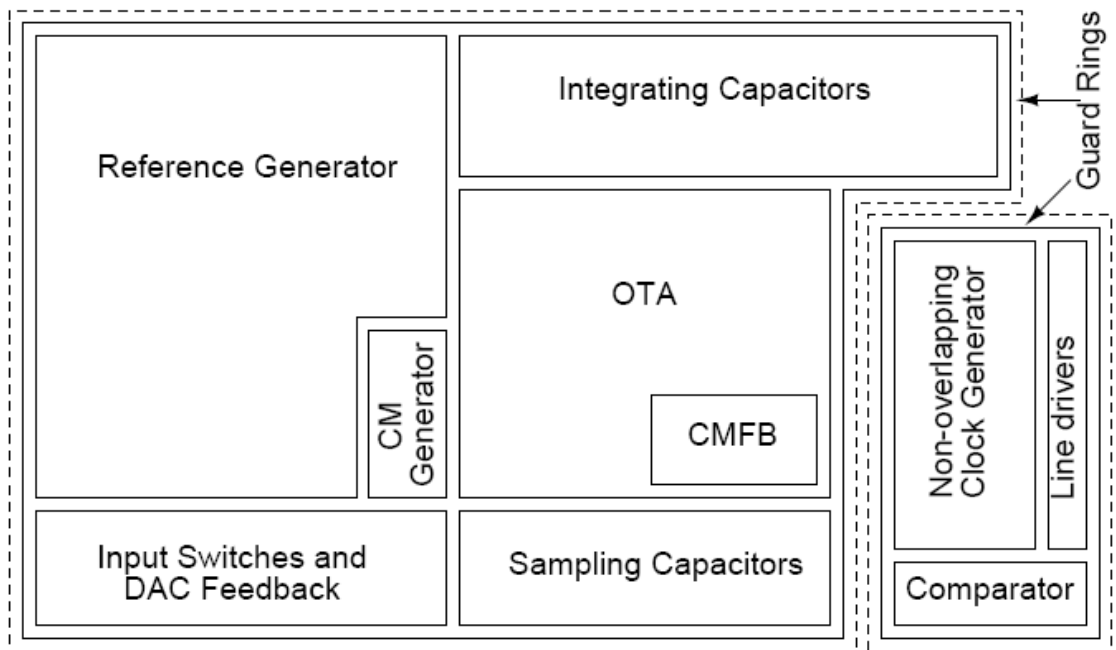 Integrating Capacitors
Reference Generator
Guard Rings
OTA
CM
Generator
CMFB
Non-overlapping
Clock Generator
Line drivers
Input Switches and
DAC Feedback
Sampling Capacitors
Comparator